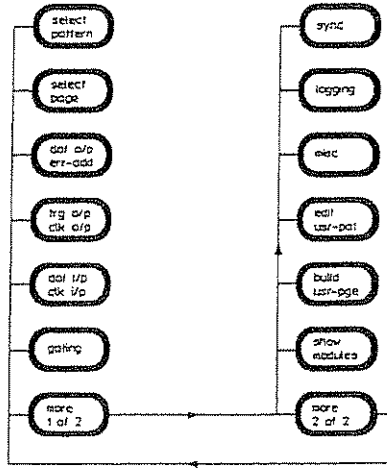 select
pattern
select
page
dat o/p
err-add
trg o/p
clk o/p
dat i/p
clk i/p
gating
more
1 of 2
sync
logging
misc
edit
usr-pat
build
usr-pge
show
modules
more
2 of 2